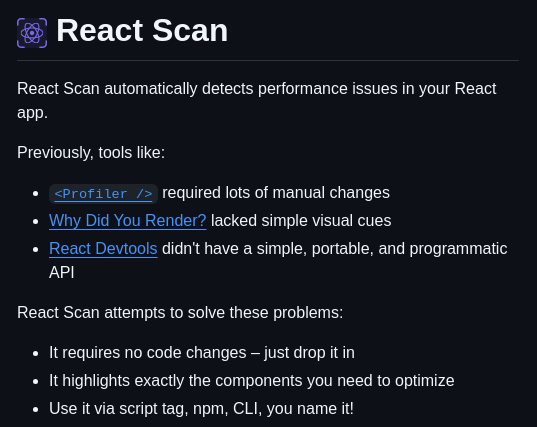 React Scan
React Scan automatically detects performance issues in your React
app.
Previously, tools like:
<Profiler /> required lots of manual changes
Why Did You Render? lacked simple visual cues
React Devtools didn't have a simple, portable, and programmatic
API
React Scan attempts to solve these problems:
It requires no code changes – just drop it in
It highlights exactly the components you need to optimize
Use it via script tag, npm, CLI, you name it!